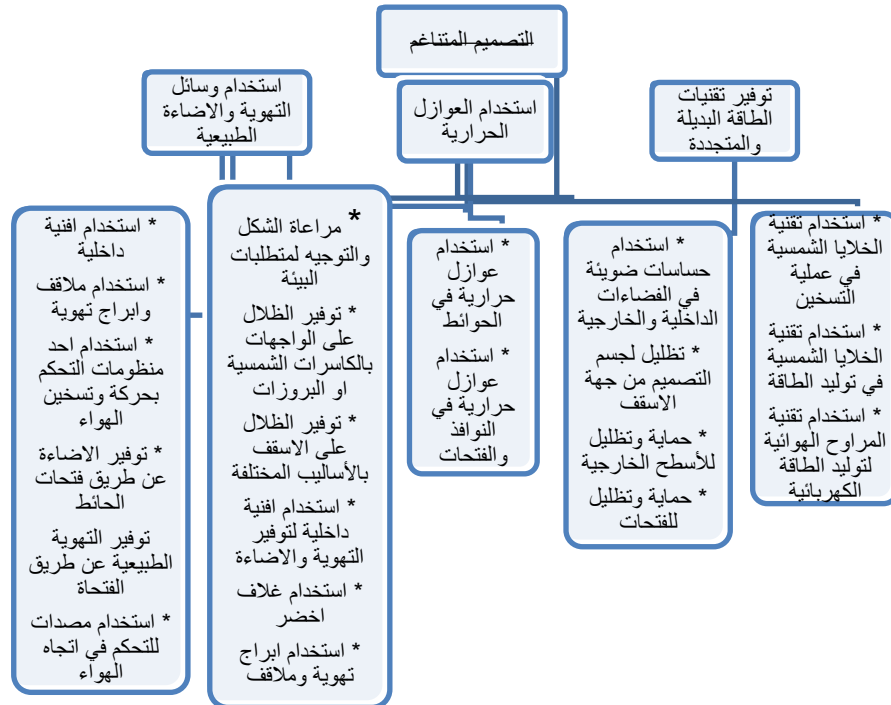 التصميم المتناغم
توفير تقنيات
الطاقة البديلة
والمتجددة
استخدام العوازل
الحرارية
استخدام وسائل
التهوية والاضاءة
الطبيعية
* استخدام تقنية
الخلايا الشمسية
في عملية
التسخين
* استخدام تقنية
الخلايا الشمسية
في توليد الطاقة
* استخدام تقنية
المراوح الهوائية
لتوليد الطاقة
الكهربائية
* استخدام
حساسات ضوئية
في الفضاءات
الداخلية والخارجية
* تظليل لجسم
التصميم من جهة
الاسقف
* حماية وتظليل
للأسطح الخارجية
* حماية وتظليل
للفتحات
* استخدام
عوازل
حرارية في
الحوائط
* استخدام
عوازل
حرارية في
النوافذ
والفتحات
* مراعاة الشكل
والتوجيه لمتطلبات
البيئة
* توفير الظلال
على الواجهات
بالكاسرات الشمسية
او البروزات
* توفير الظلال
على الاسقف
بالأساليب المختلفة
* استخدام افنية
داخلية لتوفير
التهوية والاضاءة
* استخدام غلاف
اخضر
* استخدام ابراج
تهوية وملاقف
* استخدام افنية
داخلية
* استخدام ملاقف
وابراج تهوية
* استخدام احد
منظومات التحكم
بحركة وتسخين
الهواء
* توفير الاضاءة
عن طريق فتحات
الحائط
توفير التهوية
الطبيعية عن طريق
الفتحاة
* استخدام مصدات
للتحكم في اتجاه
الهواء